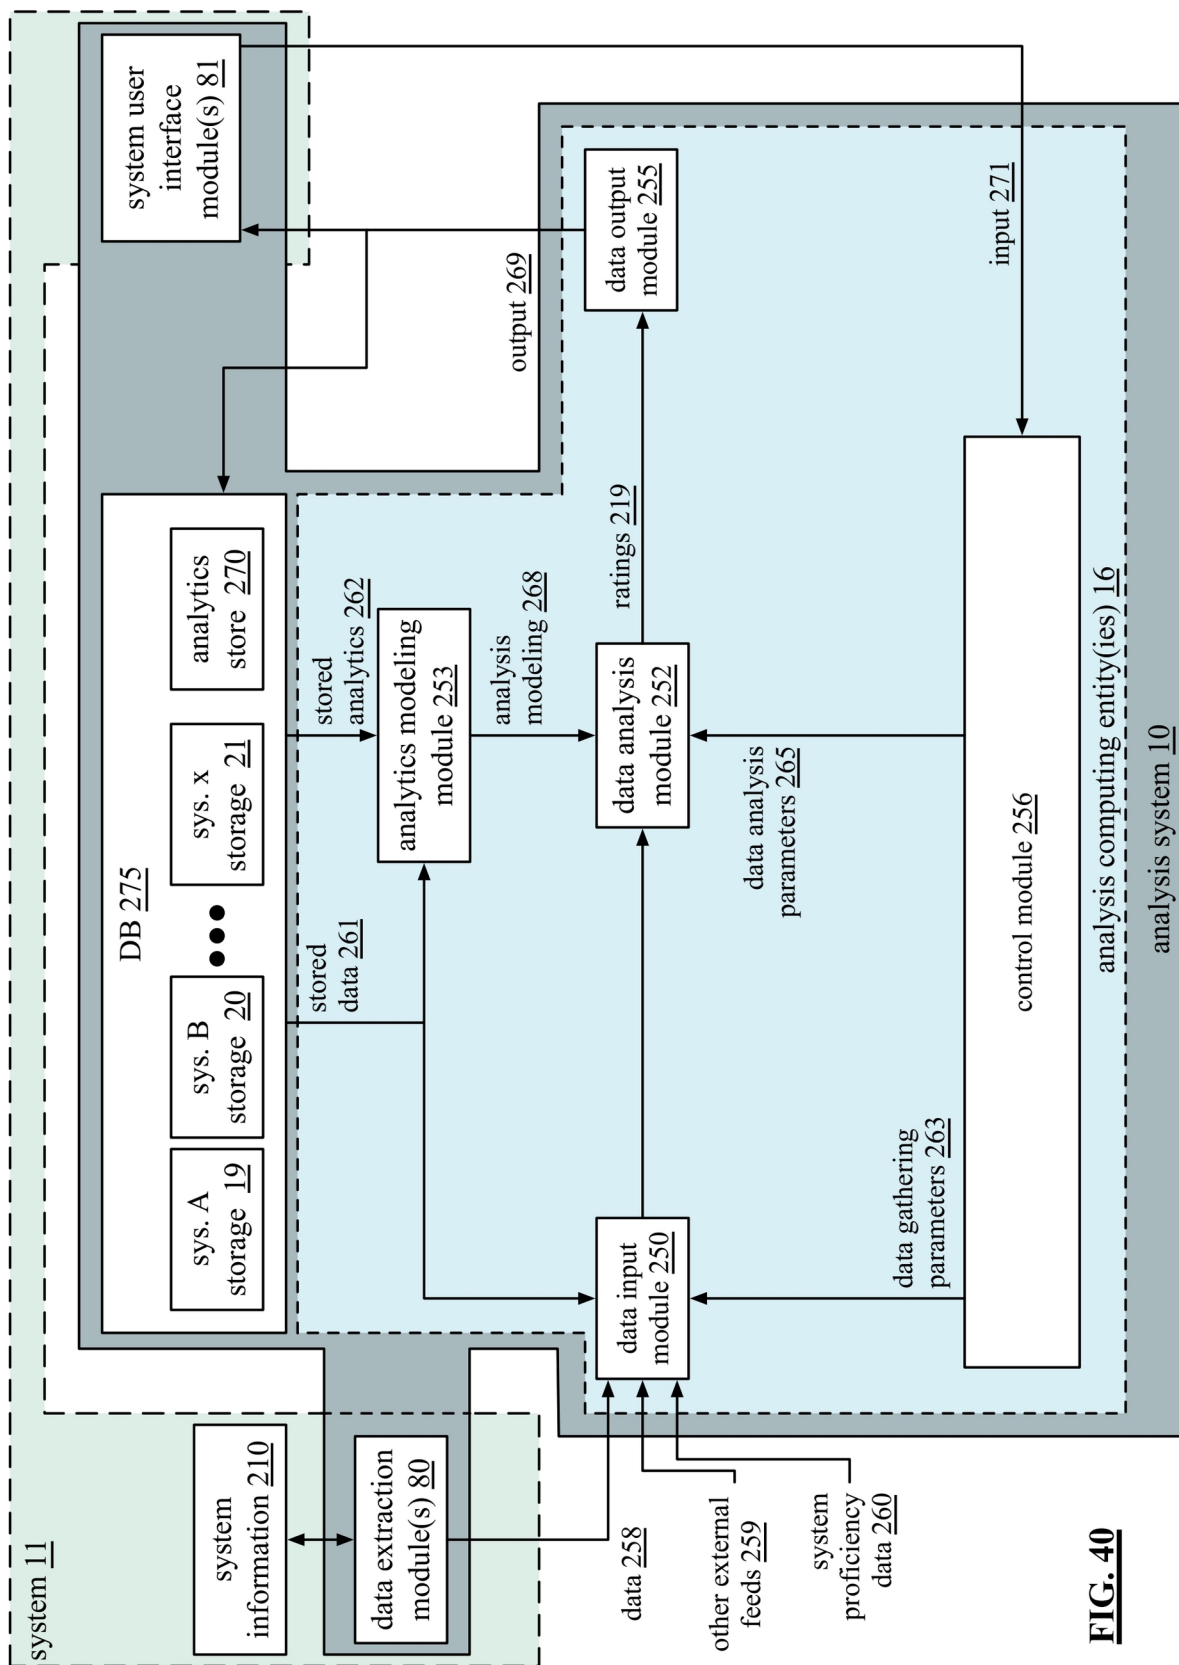 system 11
system
information 210
data extraction
module(s) 80
DB 275
sys. A
storage 19
sys. B
storage 20
sys. x
storage 21
analytics
store 270
system user
interface
module(s) 81
stored
data 261
stored
analytics 262
analytics modeling
module 253
analysis
modeling 268
output 269
data 258
other external
feeds 259
system
proficiency
data 260
data input
module 250
data analysis
module 252
ratings 219
data output
module 255
data gathering
parameters 263
data analysis
parameters 265
input 271
control module 256
analysis computing entity(ies) 16
analysis system 10
FIG. 40